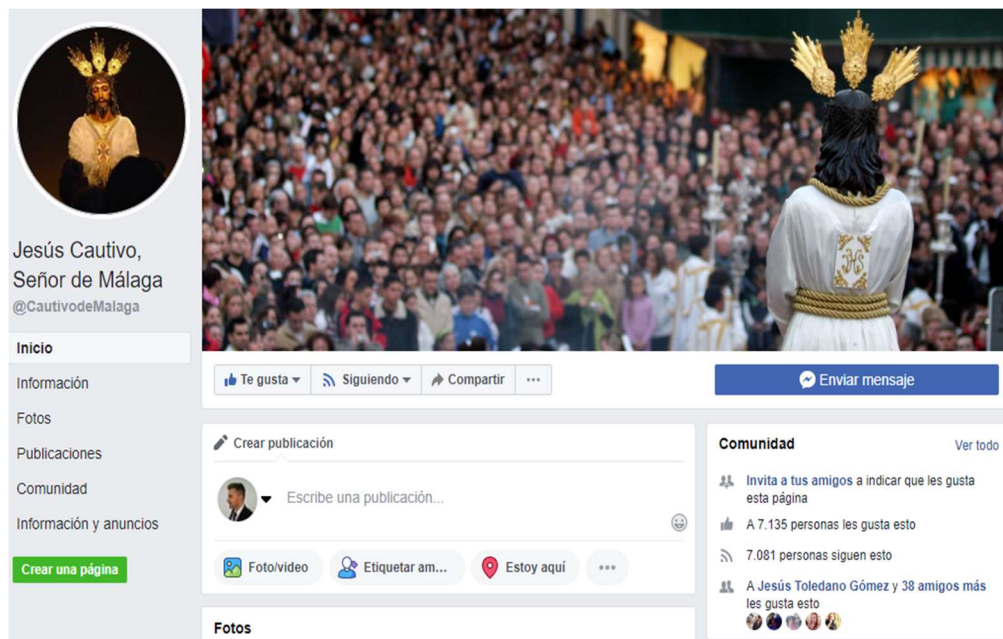 Jesús Cautivo,
Señor de Málaga
@CautivodeMalaga
Inicio
Información
Fotos
Publicaciones
Comunidad
Información y anuncios
Crear una página
Te gusta
Siguiendo
Compartir
Enviar mensaje
Crear publicación
Escribe una publicación...
Foto/video
Etiquetar am...
Estoy aquí
Fotos
Comunidad
Ver todo
Invita a tus amigos a indicar que les gusta
esta página
A 7.135 personas les gusta esto
7.081 personas siguen esto
A Jesús Toledano Gómez y 38 amigos más
les gusta esto